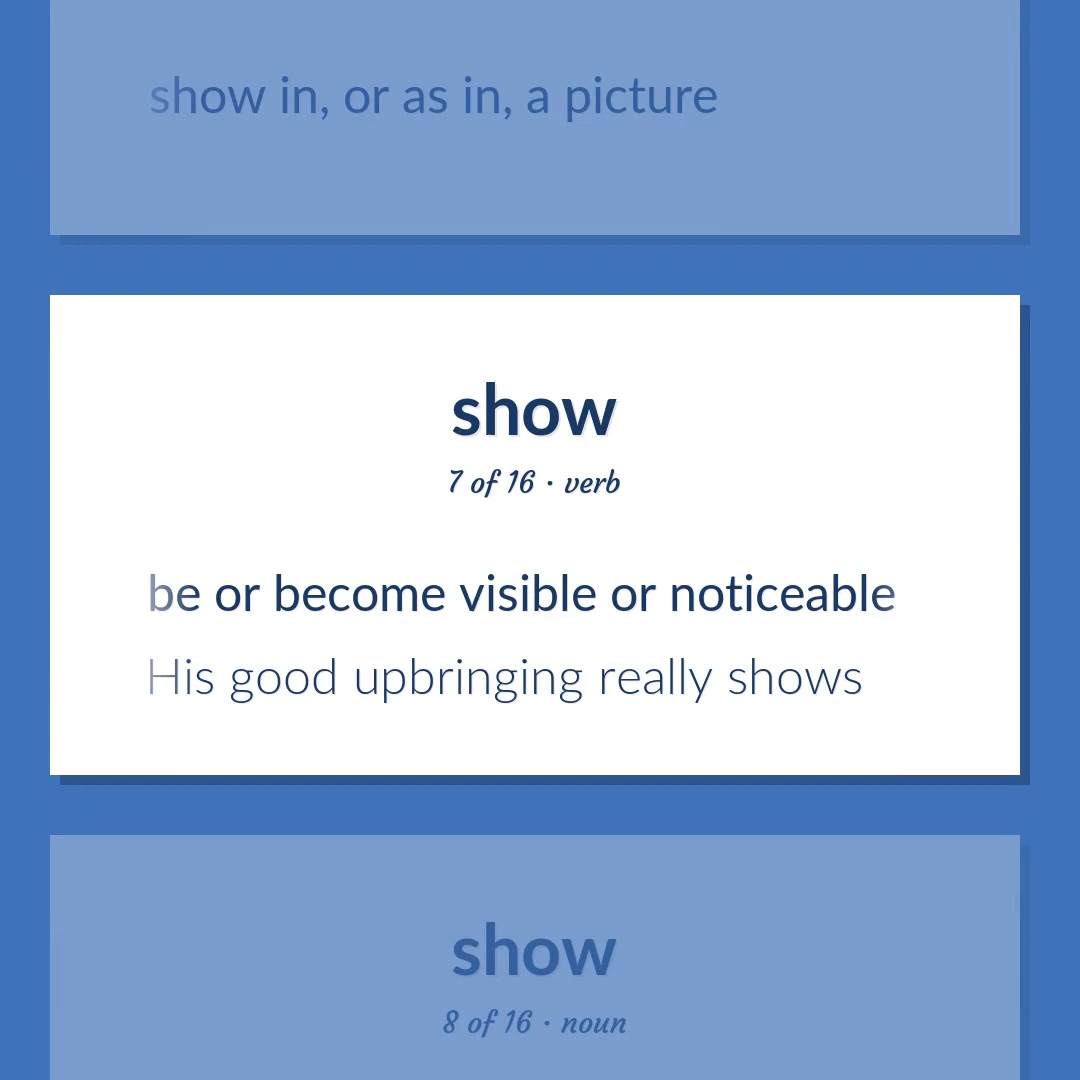 show in, or as in, a picture
show
7 of 16 · verb
be or become visible or noticeable
His good upbringing really shows
show
8 of 16 · noun